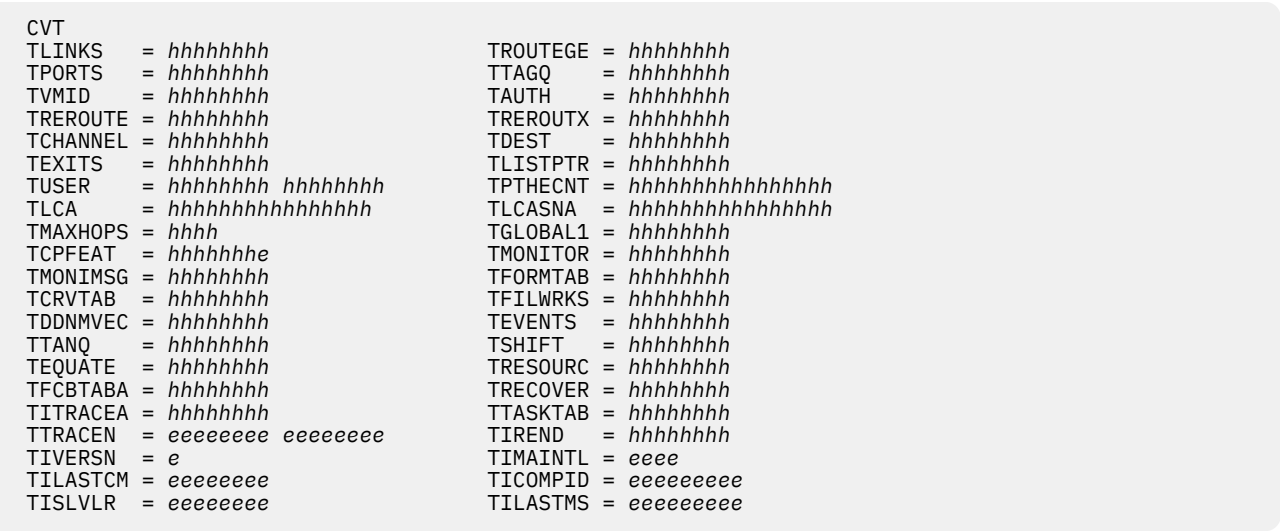 CVT
TLINKS   = hhhhhhhh                 TROUTEGE = hhhhhhhh
TPORTS   = hhhhhhhh                 TTAGQ    = hhhhhhhh
TVMID    = hhhhhhhh                 TAUTH    = hhhhhhhh
TREROUTE = hhhhhhhh                 TREROUTX = hhhhhhhh
TCHANNEL = hhhhhhhh                 TDEST    = hhhhhhhh
TEXITS   = hhhhhhhh                 TLISTPTR = hhhhhhhh
TUSER    = hhhhhhhh hhhhhhhh        TPTHECNT = hhhhhhhhhhhhhhhh
TLCA     = hhhhhhhhhhhhhhhh         TLCASNA  = hhhhhhhhhhhhhhhh
TMAXHOPS = hhhh                     TGLOBAL1 = hhhhhhhh
TCPFEAT  = hhhhhhhe                 TMONITOR = hhhhhhhh
TMONIMSG = hhhhhhhh                 TFORMTAB = hhhhhhhh
TCRVTAB  = hhhhhhhh                 TFILWRKS = hhhhhhhh
TDDNMVEC = hhhhhhhh                 TEVENTS  = hhhhhhhh
TTANQ    = hhhhhhhh                 TSHIFT   = hhhhhhhh
TEQUATE  = hhhhhhhh                 TRESOURC = hhhhhhhh
TFCBTABA = hhhhhhhh                 TRECOVER = hhhhhhhh
TITRACEA = hhhhhhhh                 TTASKTAB = hhhhhhhh
TTRACEN  = eeeeeeee eeeeeeee        TIREND   = hhhhhhhh
TIVERSN  = e                        TIMAINTL = eeee
TILASTCM = eeeeeeee                 TICOMPID = eeeeeeeee
TISLVLR  = eeeeeeee                 TILASTMS = eeeeeeeee